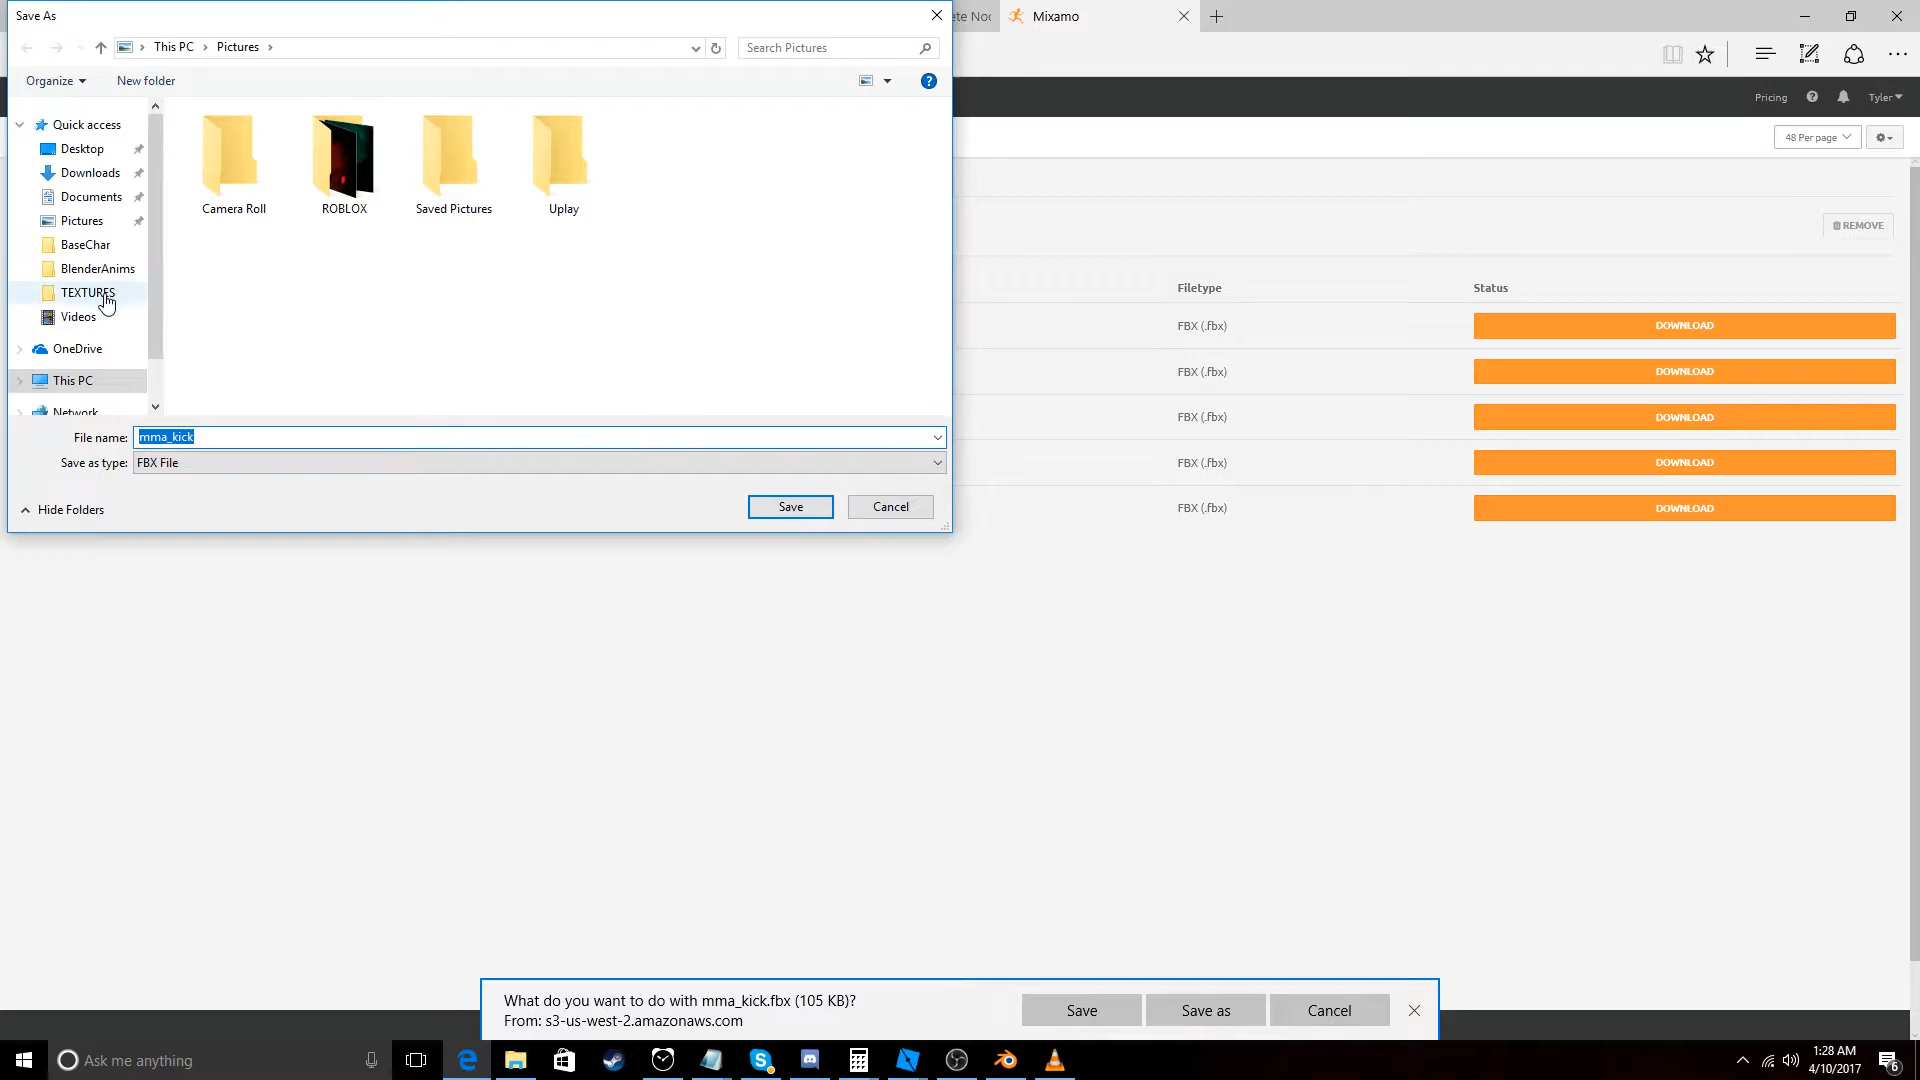 Save As
ete Noc
Mixamo
This PC
Pictures
Search Pictures
Organize
New folder
Pricing
Tyler
Quick access
Desktop
Downloads
Documents
Pictures
BaseChar
BlenderAnims
TEXTURES
Videos
OneDrive
This PC
Network
Camera Roll
ROBLOX
Saved Pictures
Uplay
48 Per page
REMOVE
Filetype
Status
FBX (.fbx)
DOWNLOAD
FBX (.fbx)
DOWNLOAD
FBX (.fbx)
DOWNLOAD
FBX (.fbx)
DOWNLOAD
FBX (.fbx)
DOWNLOAD
File name: mma_kick
Save as type: FBX File
Hide Folders
Save
Cancel
What do you want to do with mma_kick.fbx (105 KB)?
From: s3-us-west-2.amazonaws.com
Save
Save as
Cancel
Ask me anything
1:28 AM
4/10/2017
6